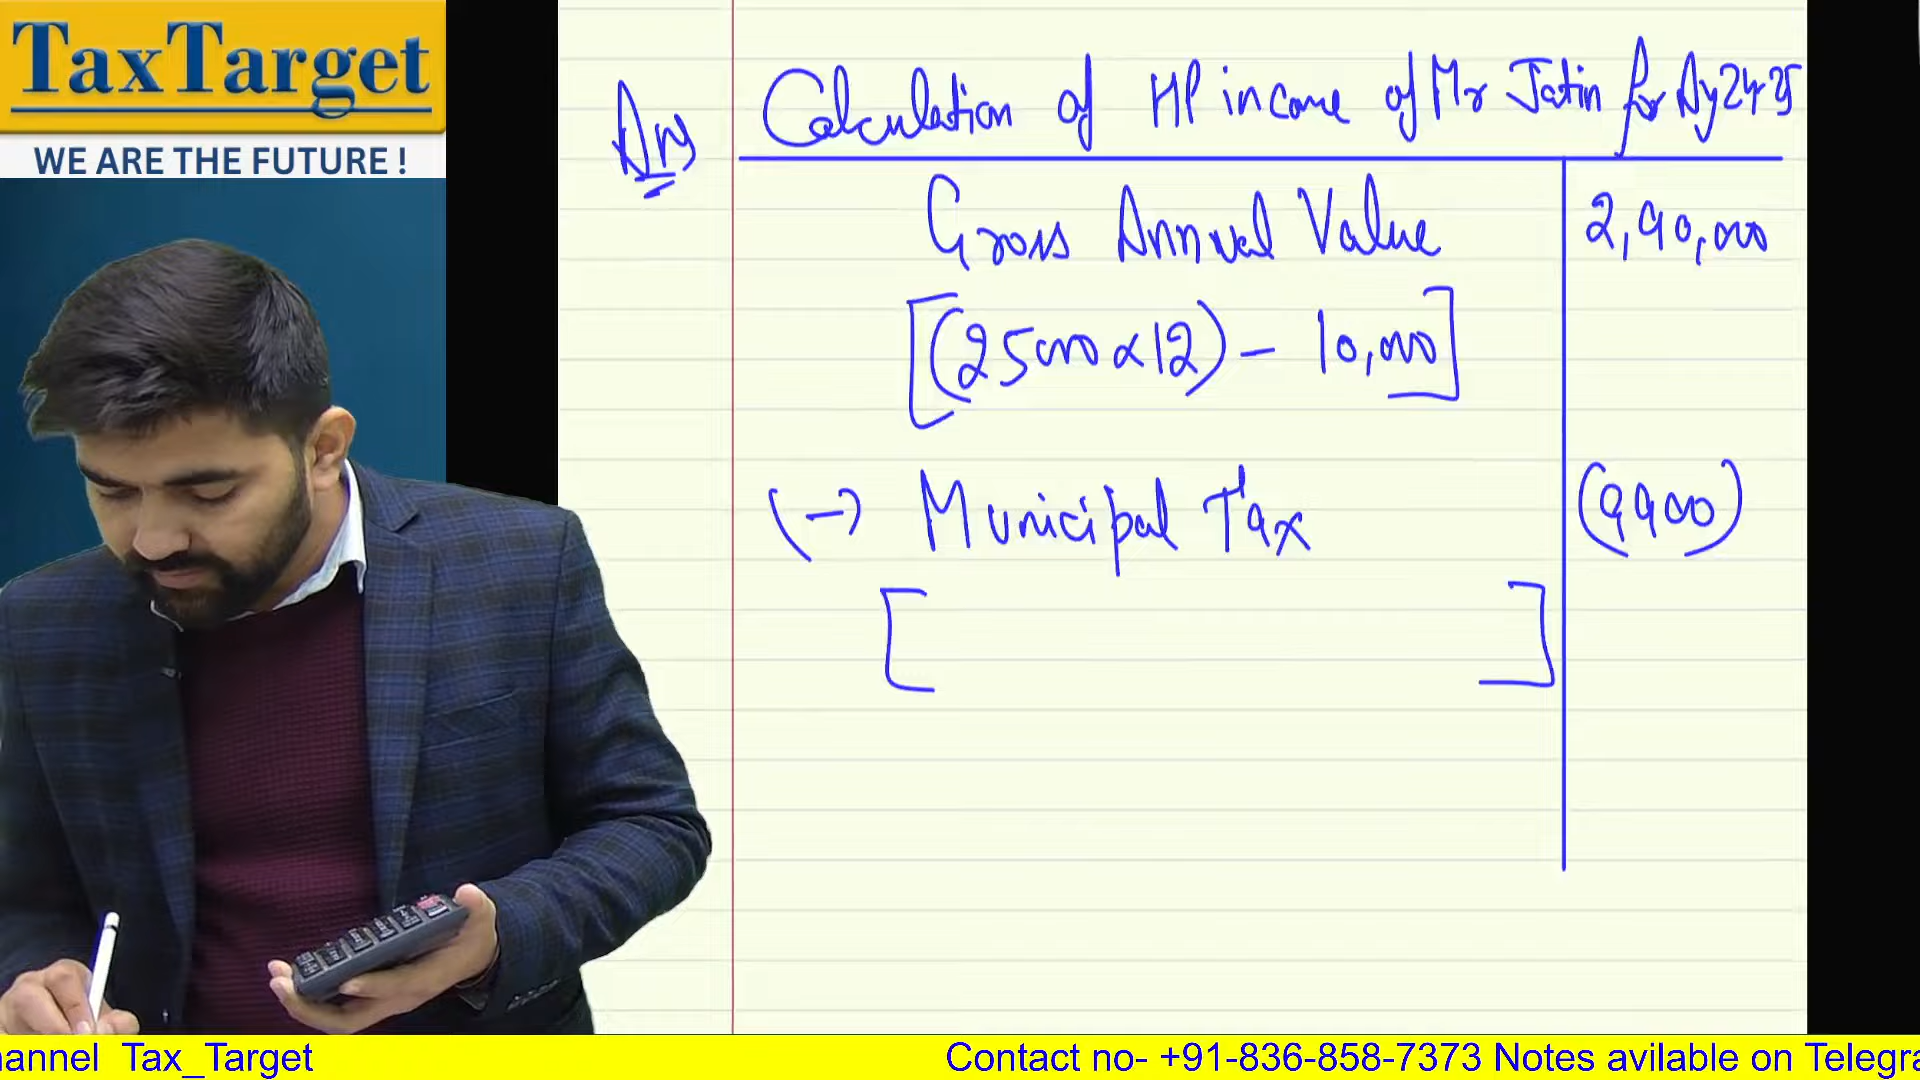 TaxTarget
WE ARE THE FUTURE !
Ans
Calculation of HP income of Mr Jatin for Ay 24-25
Gross Annual Value 2,90,000
[(25000 x 12) - 10,000]
(-) Municipal Tax (9900)
[ ]
hannel Tax_Target
Contact no- +91-836-858-7373 Notes avilable on Telegra